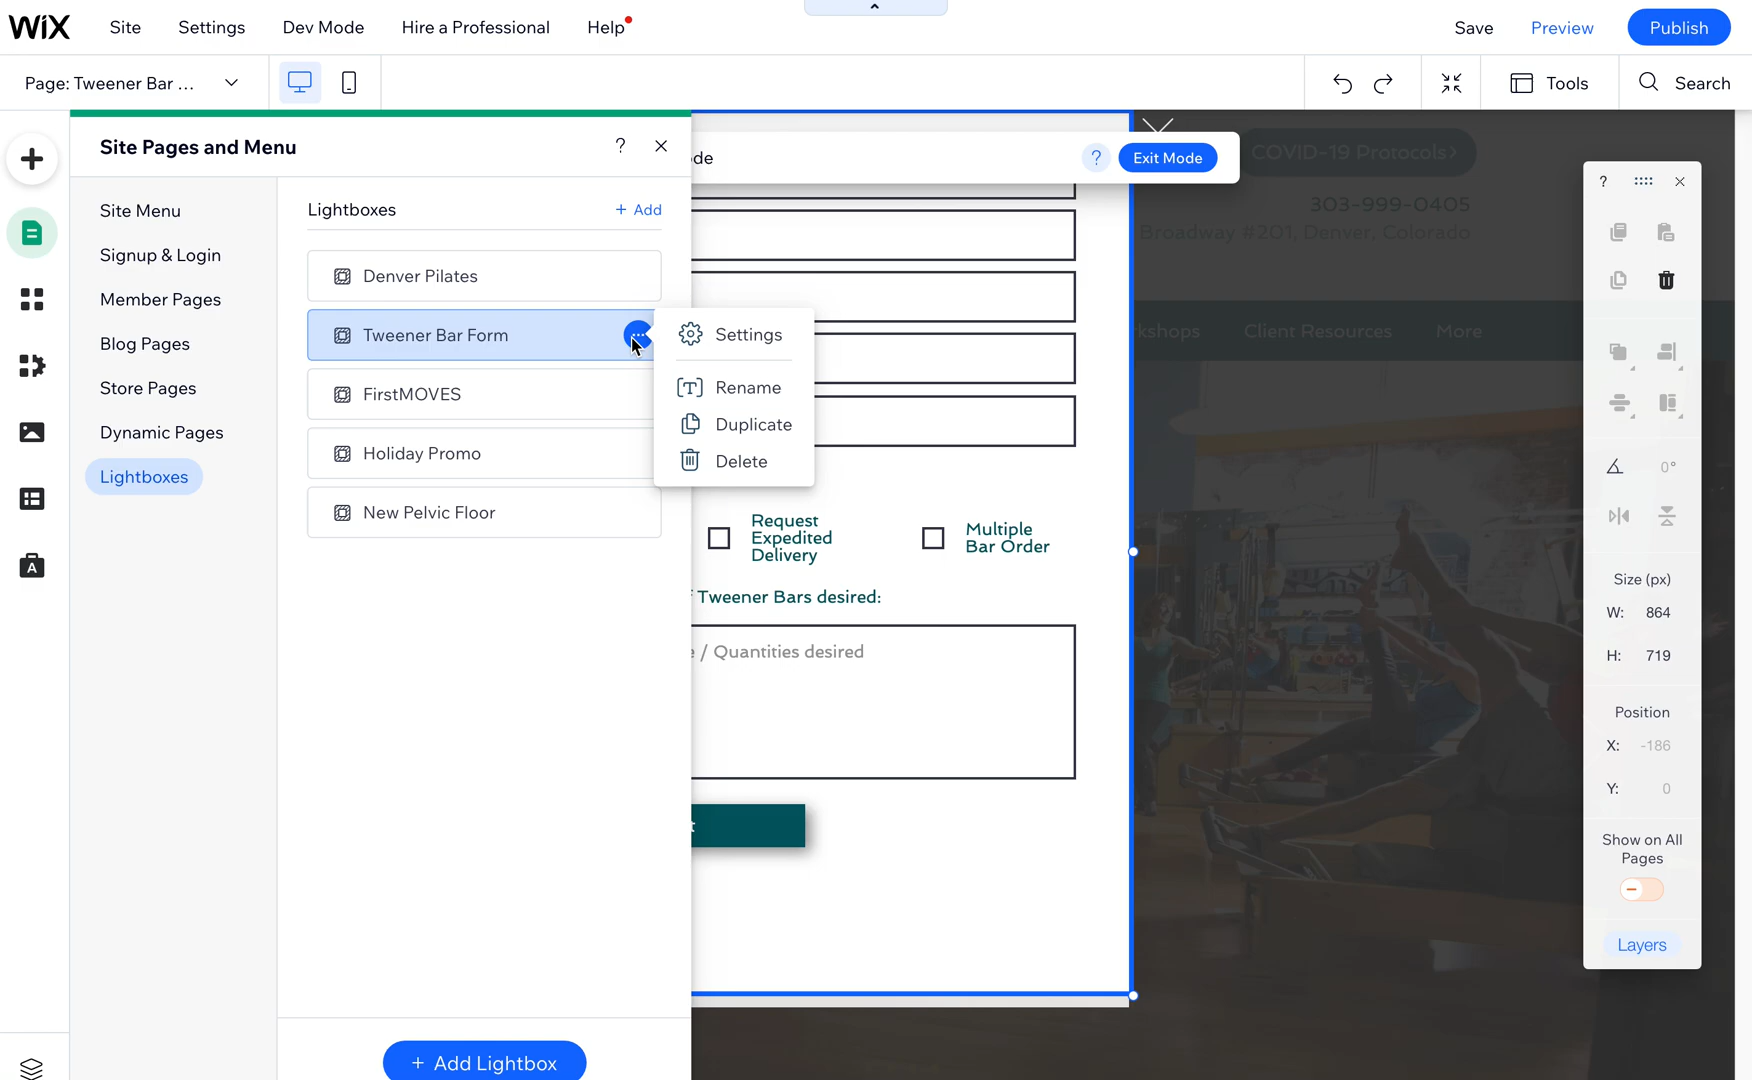 WiX
Site
Settings
Dev Mode
Hire a Professional
Help
Save
Preview
Publish
Page: Tweener Bar ...
Tools
Search
Site Pages and Menu
?
Site Menu
Signup & Login
Member Pages
Blog Pages
Store Pages
Dynamic Pages
Lightboxes
Lightboxes
+ Add
Denver Pilates
Tweener Bar Form
FirstMOVES
Holiday Promo
New Pelvic Floor
+ Add Lightbox
Settings
Rename
Duplicate
Delete
de
?
Exit Mode
COVID-19 Protocols>
303-999-0405
Broadway #201, Denver, Colorado
kshops
Client Resources
More
Request
Expedited
Delivery
Multiple
Bar Order
f Tweener Bars desired:
e / Quantities desired
t
?
0°
Size (px)
W: 864
H: 719
Position
X: -186
Y: 0
Show on All
Pages
Layers